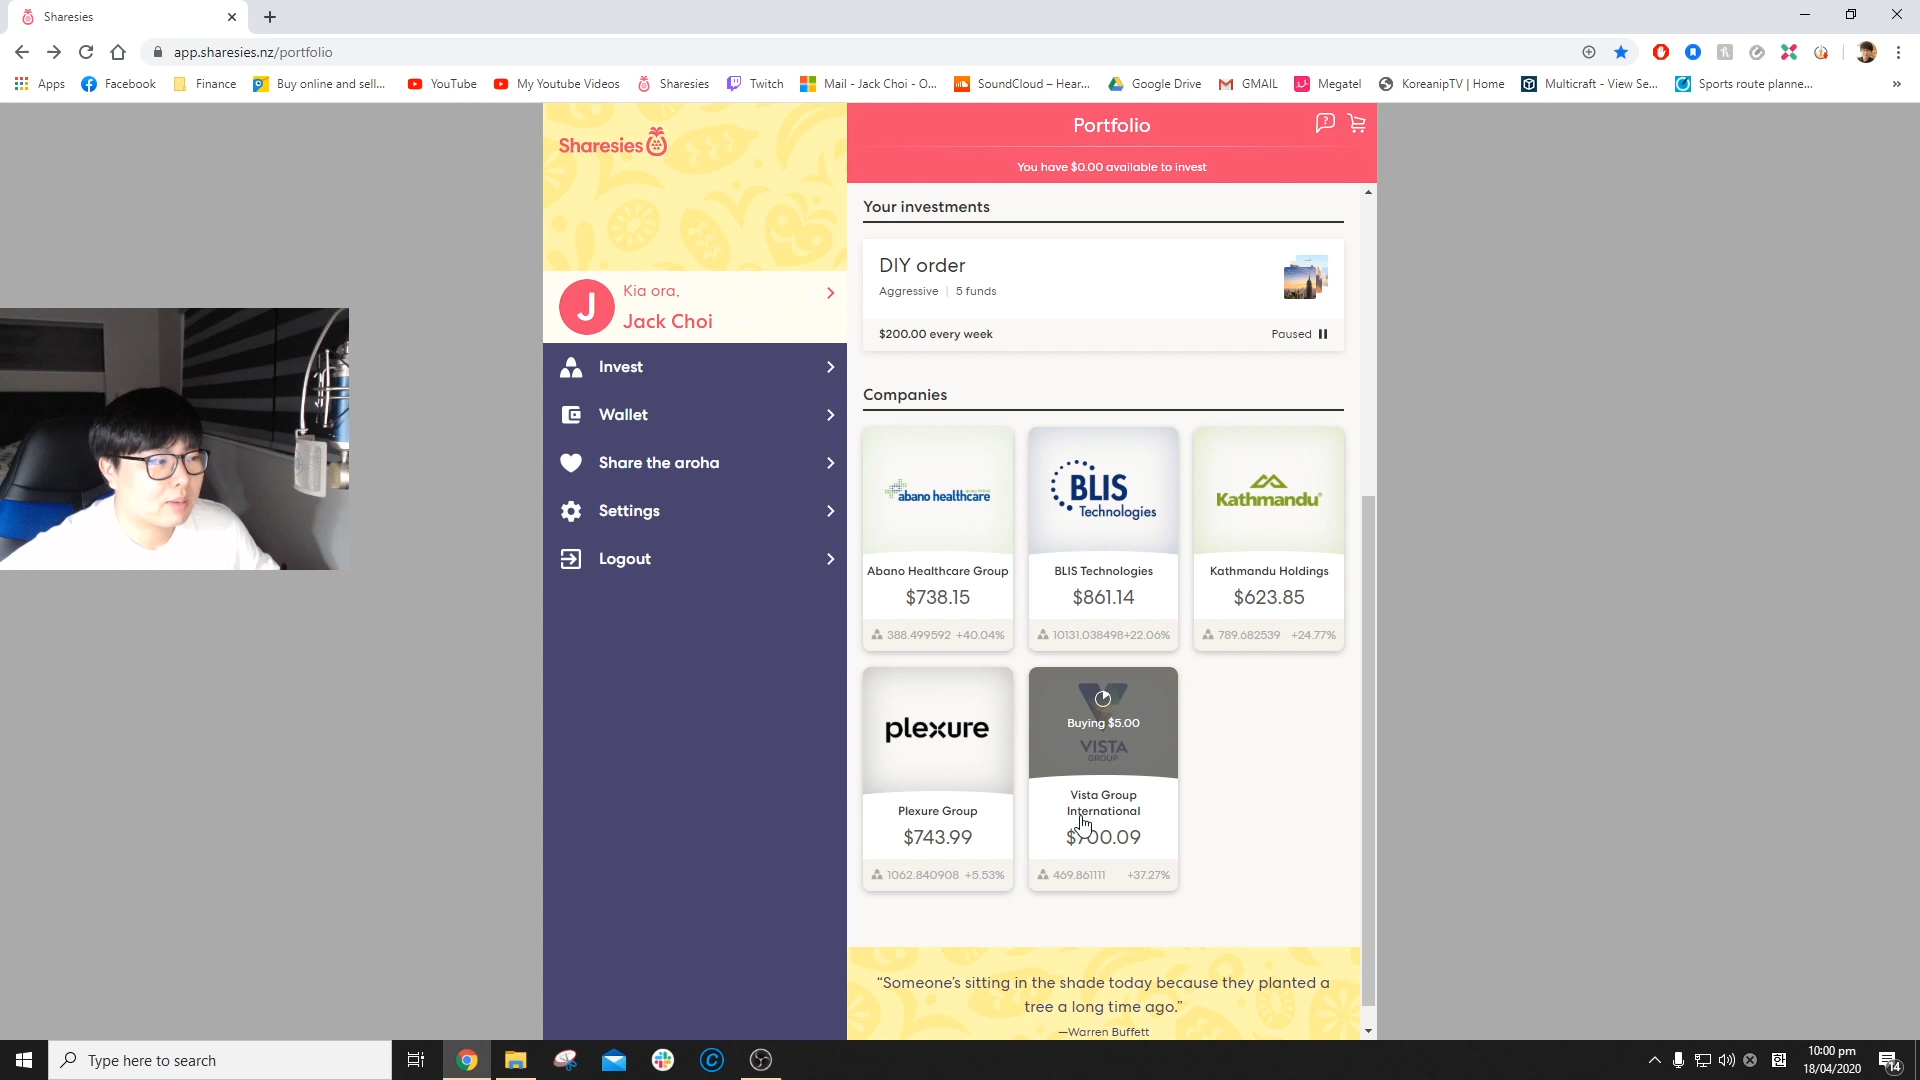 Sharesies
app.sharesies.nz/portfolio
Apps
Facebook
Finance
Buy online and sell...
YouTube
My Youtube Videos
Sharesies
Twitch
Mail - Jack Choi - O...
SoundCloud – Hear...
Google Drive
GMAIL
Megatel
KoreanipTV | Home
Multicraft - View Se...
Sports route planne...
»
Sharesies
J
Kia ora,
Jack Choi
Invest
Wallet
Share the aroha
Settings
Logout
Portfolio
You have $0.00 available to invest
Your investments
DIY order
Aggressive | 5 funds
$200.00 every week
Paused
Companies
abano healthcare
Abano Healthcare Group
$738.15
388.499592 +40.04%
BLIS
Technologies
BLIS Technologies
$861.14
10131.038498+22.06%
Kathmandu
Kathmandu Holdings
$623.85
789.682539 +24.77%
plexure
Plexure Group
$743.99
1062.840908 +5.53%
Buying $5.00
VISTA
GROUP
Vista Group
International
$700.09
469.861111 +37.27%
“Someone’s sitting in the shade today because they planted a
tree a long time ago.”
—Warren Buffett
Type here to search
10:00 pm
18/04/2020
14